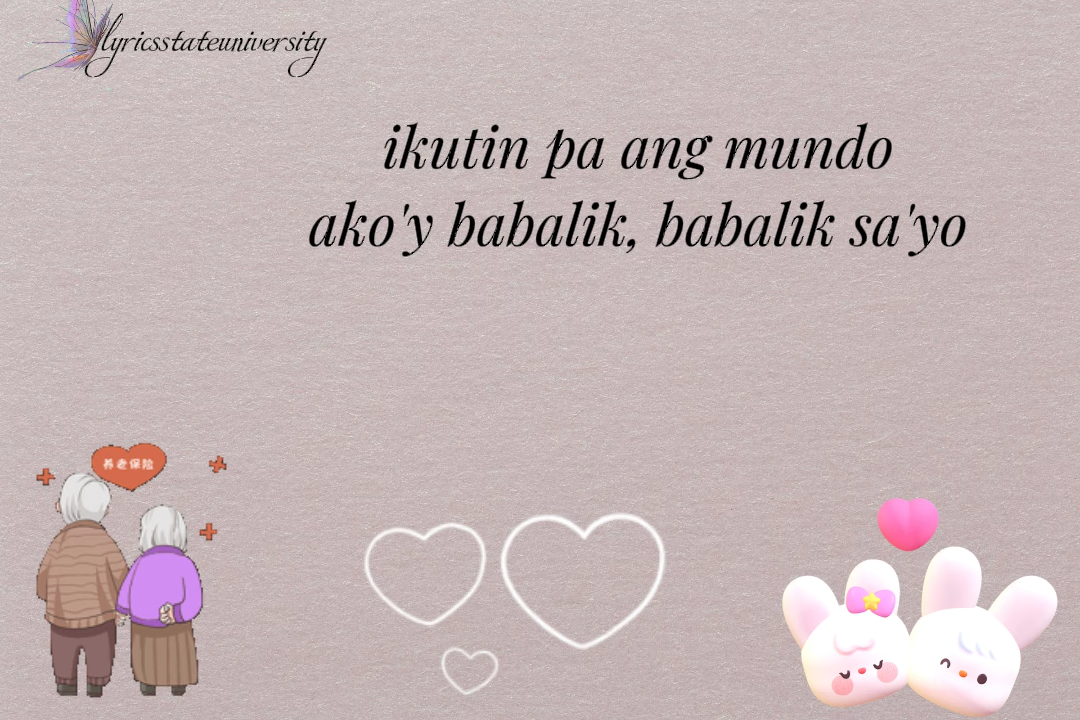 lyricsstateuniversity
ikutin pa ang mundo
ako'y babalik, babalik sa'yo
养老保险